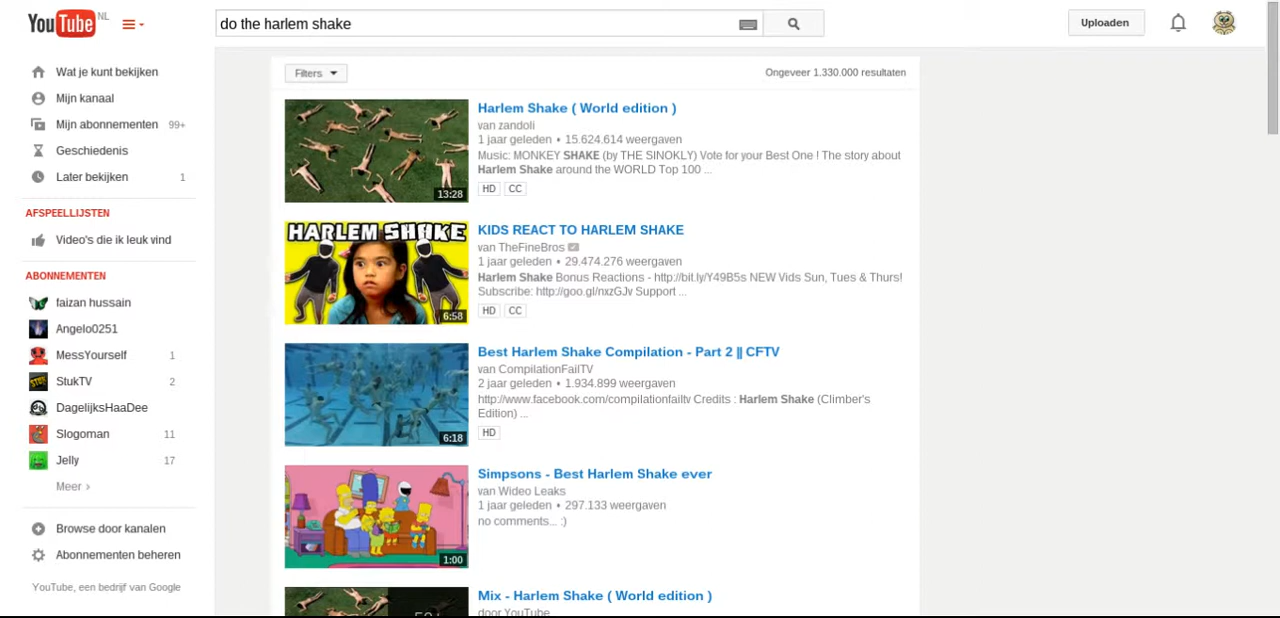 YouTube NL
do the harlem shake
Uploaden
Wat je kunt bekijken
Mijn kanaal
Mijn abonnementen 99+
Geschiedenis
Later bekijken 1
AFSPEELLIJSTEN
Video's die ik leuk vind
ABONNEMENTEN
faizan hussain
Angelo0251
MessYourself 1
StukTV 2
DagelijksHaaDee
Slogoman 11
Jelly 17
Meer ›
Browse door kanalen
Abonnementen beheren
YouTube, een bedrijf van Google
Filters
Ongeveer 1.330.000 resultaten
13:28
Harlem Shake ( World edition )
van zandoli
1 jaar geleden • 15.624.614 weergaven
Music: MONKEY SHAKE (by THE SINOKLY) Vote for your Best One ! The story about
Harlem Shake around the WORLD Top 100 ...
HD CC
HARLEM SHAKE
6:58
KIDS REACT TO HARLEM SHAKE
van TheFineBros
1 jaar geleden • 29.474.276 weergaven
Harlem Shake Bonus Reactions - http://bit.ly/Y49B5s NEW Vids Sun, Tues & Thurs!
Subscribe: http://goo.gl/nxzGJv Support ...
HD CC
6:18
Best Harlem Shake Compilation - Part 2 || CFTV
van CompilationFailTV
2 jaar geleden • 1.934.899 weergaven
http://www.facebook.com/compilationfailtv Credits : Harlem Shake (Climber's
Edition) ...
HD
1:00
Simpsons - Best Harlem Shake ever
van Wideo Leaks
1 jaar geleden • 297.133 weergaven
no comments... :)
Mix - Harlem Shake ( World edition )
door YouTube